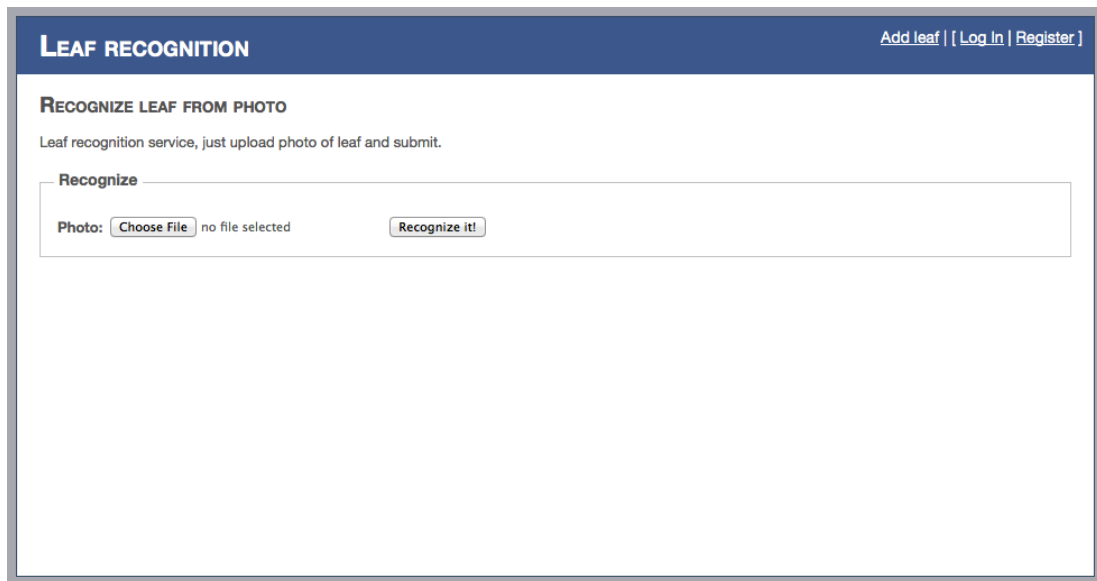 Leaf recognition
Add leaf | [ Log In | Register ]
Recognize leaf from photo
Leaf recognition service, just upload photo of leaf and submit.
Recognize
Photo: Choose File no file selected Recognize it!